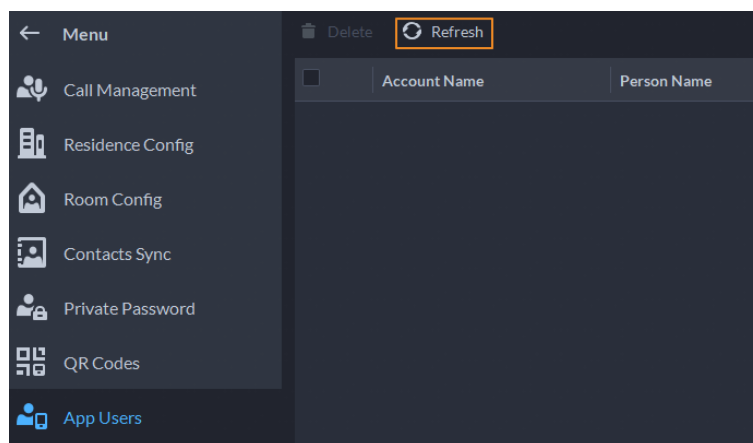 Menu
Call Management
Residence Config
Room Config
Contacts Sync
Private Password
QR Codes
App Users
Delete Refresh
Account Name Person Name